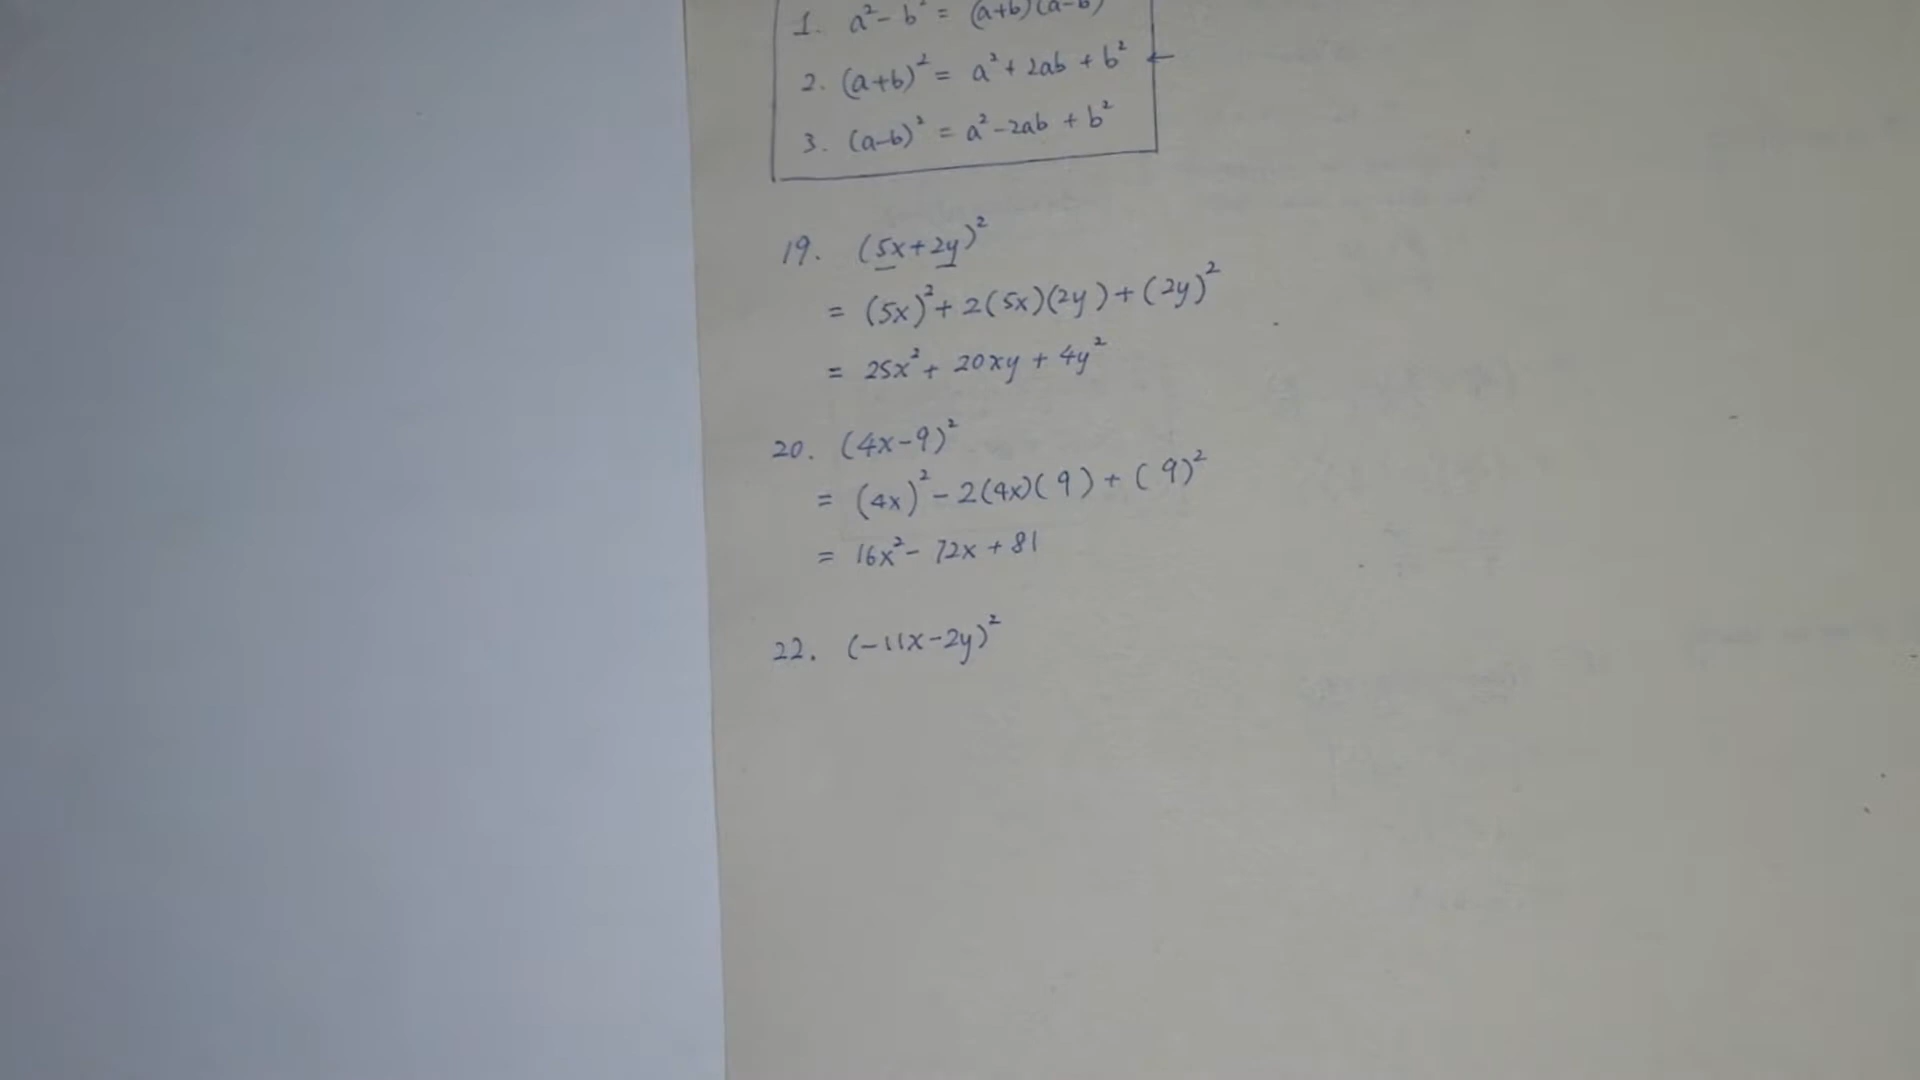 1. a² - b² = (a+b)(a-b)
2. (a+b)² = a² + 2ab + b² ←
3. (a-b)² = a² - 2ab + b²
19. (5x+2y)²
= (5x)² + 2(5x)(2y) + (2y)²
= 25x² + 20xy + 4y²
20. (4x-9)²
= (4x)² - 2(4x)(9) + (9)²
= 16x² - 72x + 81
22. (-11x-2y)²